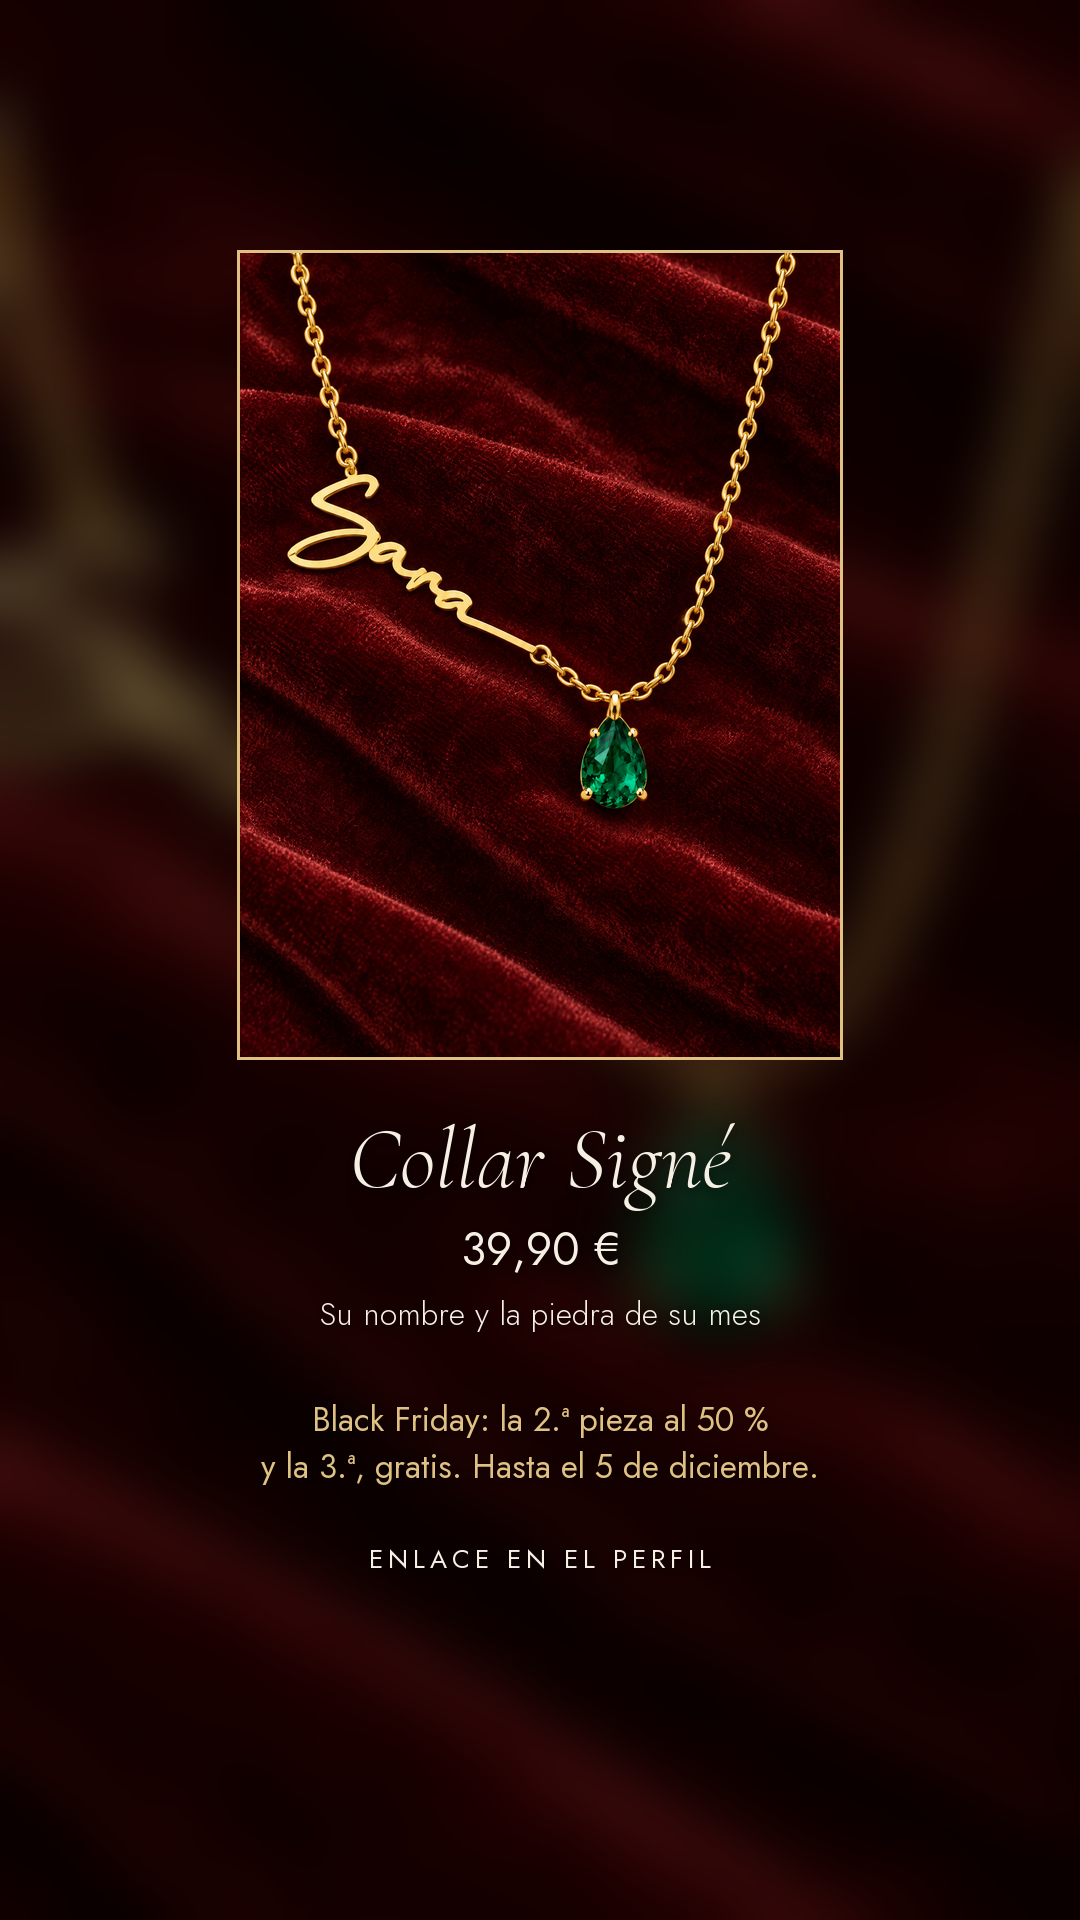 Sara
Collar Signé
39,90 €
Su nombre y la piedra de su mes
Black Friday: la 2.ª pieza al 50 %
y la 3.ª, gratis. Hasta el 5 de diciembre.
ENLACE EN EL PERFIL